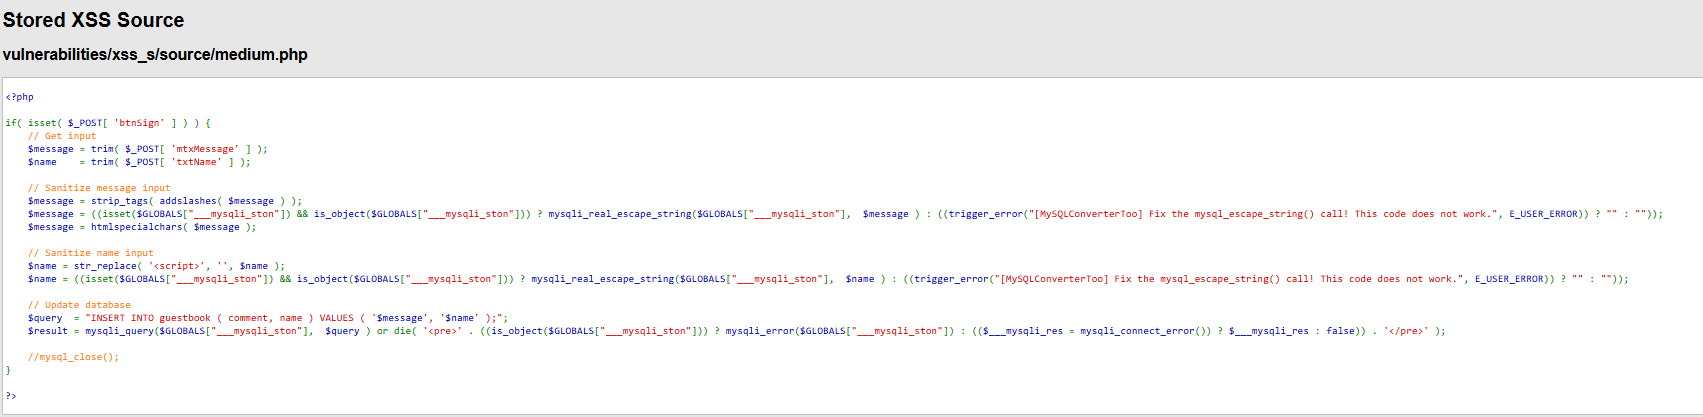 Stored XSS Source
vulnerabilities/xss_s/source/medium.php
<?php
if( isset( $_POST[ 'btnSign' ] ) ) {
    // Get input
    $message = trim( $_POST[ 'mtxMessage' ] );
    $name    = trim( $_POST[ 'txtName' ] );
    // Sanitize message input
    $message = strip_tags( addslashes( $message ) );
    $message = ((isset($GLOBALS["___mysqli_ston"]) && is_object($GLOBALS["___mysqli_ston"])) ? mysqli_real_escape_string($GLOBALS["___mysqli_ston"],  $message ) : ((trigger_error("[MySQLConverterToo] Fix the mysql_escape_string() call! This code does not work.", E_USER_ERROR)) ? "" : ""));
    $message = htmlspecialchars( $message );
    // Sanitize name input
    $name = str_replace( '<script>', '', $name );
    $name = ((isset($GLOBALS["___mysqli_ston"]) && is_object($GLOBALS["___mysqli_ston"])) ? mysqli_real_escape_string($GLOBALS["___mysqli_ston"],  $name ) : ((trigger_error("[MySQLConverterToo] Fix the mysql_escape_string() call! This code does not work.", E_USER_ERROR)) ? "" : ""));
    // Update database
    $query  = "INSERT INTO guestbook ( comment, name ) VALUES ( '$message', '$name' );";
    $result = mysqli_query($GLOBALS["___mysqli_ston"],  $query ) or die( '<pre>' . ((is_object($GLOBALS["___mysqli_ston"])) ? mysqli_error($GLOBALS["___mysqli_ston"]) : (($___mysqli_res = mysqli_connect_error()) ? $___mysqli_res : false)) . '</pre>' );
    //mysql_close();
}
?>